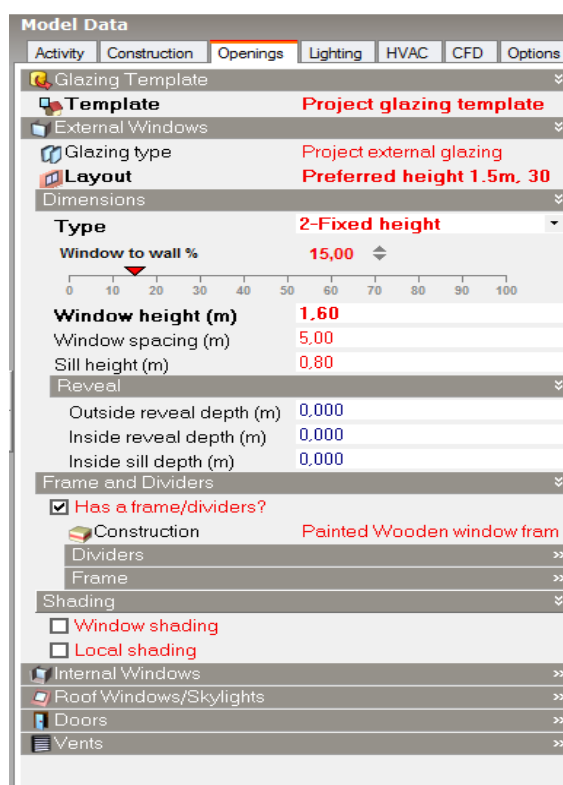 Model Data
Activity Construction Openings Lighting HVAC CFD Options
Glazing Template
Template Project glazing template
External Windows
Glazing type Project external glazing
Layout Preferred height 1.5m, 30
Dimensions
Type 2-Fixed height
Window to wall % 15,00
0 10 20 30 40 50 60 70 80 90 100
Window height (m) 1,60
Window spacing (m) 5,00
Sill height (m) 0,80
Reveal
Outside reveal depth (m) 0,000
Inside reveal depth (m) 0,000
Inside sill depth (m) 0,000
Frame and Dividers
Has a frame/dividers?
Construction Painted Wooden window fram
Dividers
Frame
Shading
Window shading
Local shading
Internal Windows
Roof Windows/Skylights
Doors
Vents